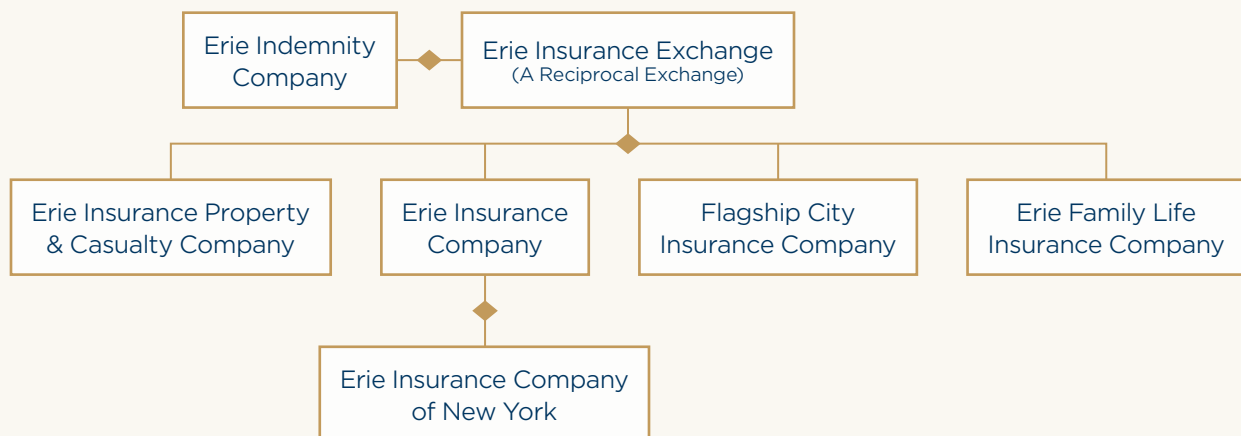 Erie Indemnity
Company
Erie Insurance Exchange
(A Reciprocal Exchange)
Erie Insurance Property
& Casualty Company
Erie Insurance
Company
Flagship City
Insurance Company
Erie Family Life
Insurance Company
Erie Insurance Company
of New York